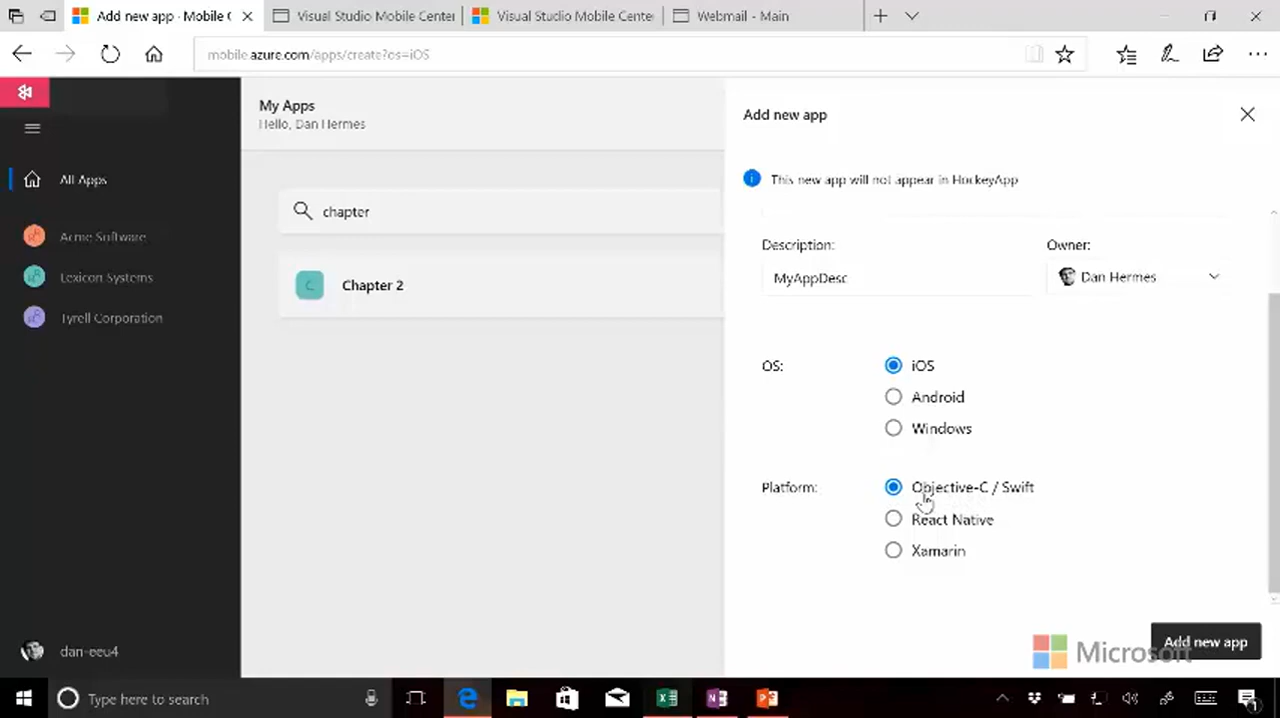 New app · Mobile C
Visual Studio Mobile Center
Visual Studio Mobile Cente
Webmail - Main
mobile.azure.com/apps/create?os=iOS
My Apps
Hello, Dan Hermes
Add new app
All Apps
This new app will not appear in HockeyApp
chapter
Acme Software
Description:
Owner:
Lexicon Systems
C
Chapter 2
MyAppDesc
Dan Hermes
Tyrell Corporation
OS:
iOS
Android
Windows
Platform:
Objective-C / Swift
React Native
Xamarin
dan-eeu4
Microsoft
Add new app
Type here to search
1